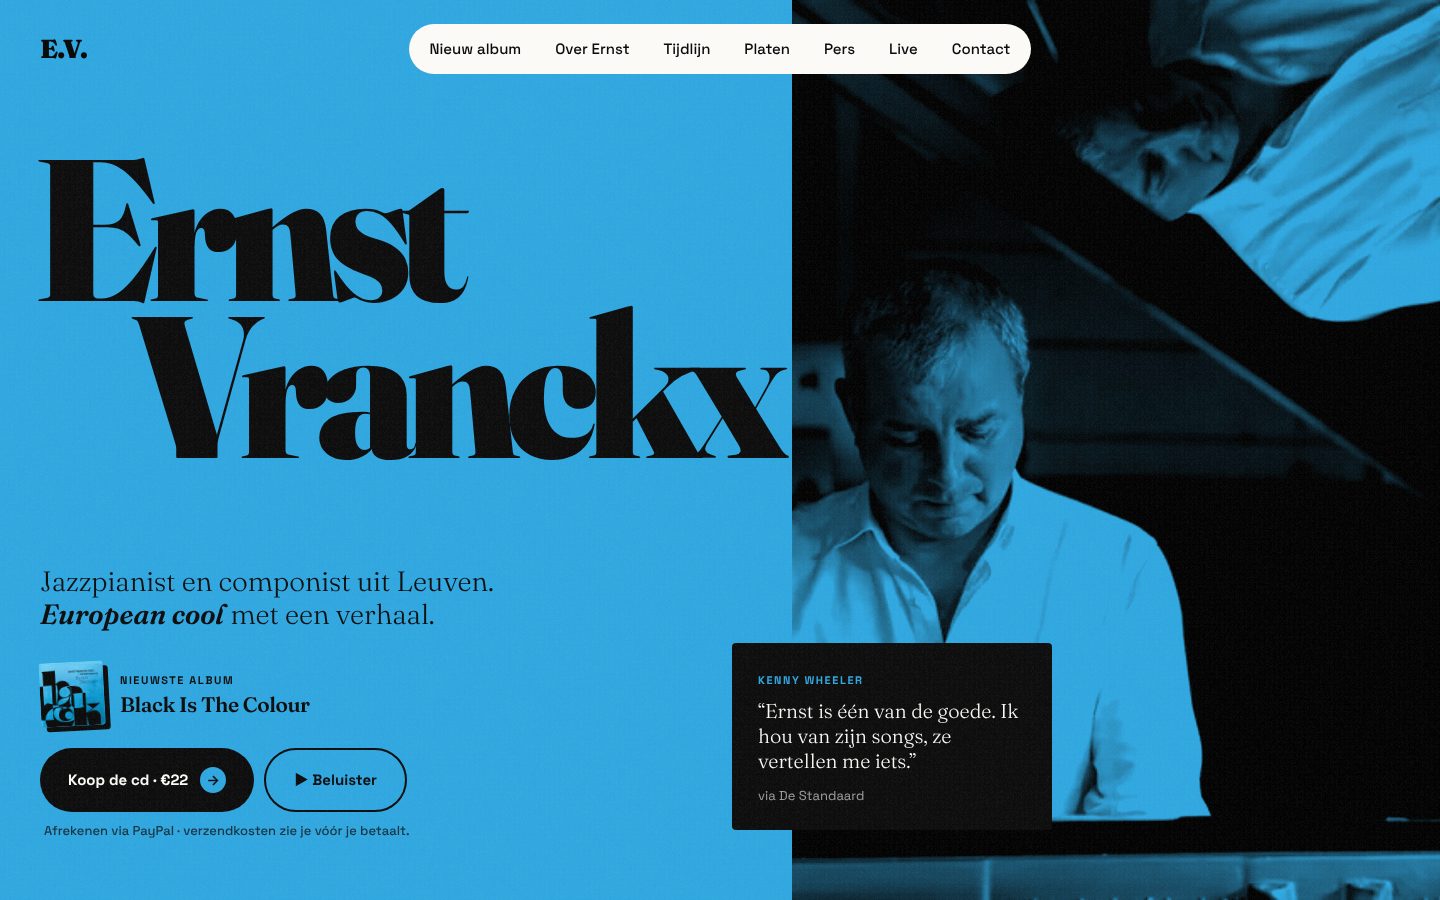 E.V.
Nieuw album
Over Ernst
Tijdlijn
Platen
Pers
Live
Contact
Ernst
Vranckx
Jazzpianist en componist uit Leuven.
European cool met een verhaal.
NIEUWSTE ALBUM
Black Is The Colour
Koop de cd · €22 →
▶ Beluister
Afrekenen via PayPal · verzendkosten zie je vóór je betaalt.
KENNY WHEELER
“Ernst is één van de goede. Ik
hou van zijn songs, ze
vertellen me iets.”
via De Standaard